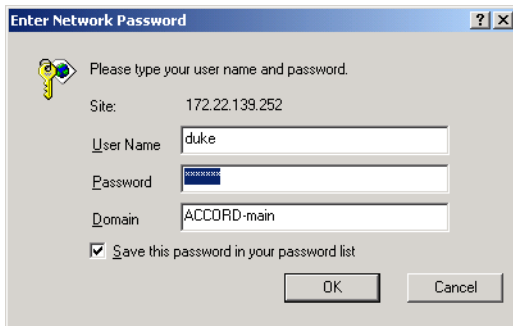 Enter Network Password
Please type your user name and password.
Site: 172.22.139.252
User Name duke
Password *******
Domain ACCORD-main
Save this password in your password list
OK Cancel